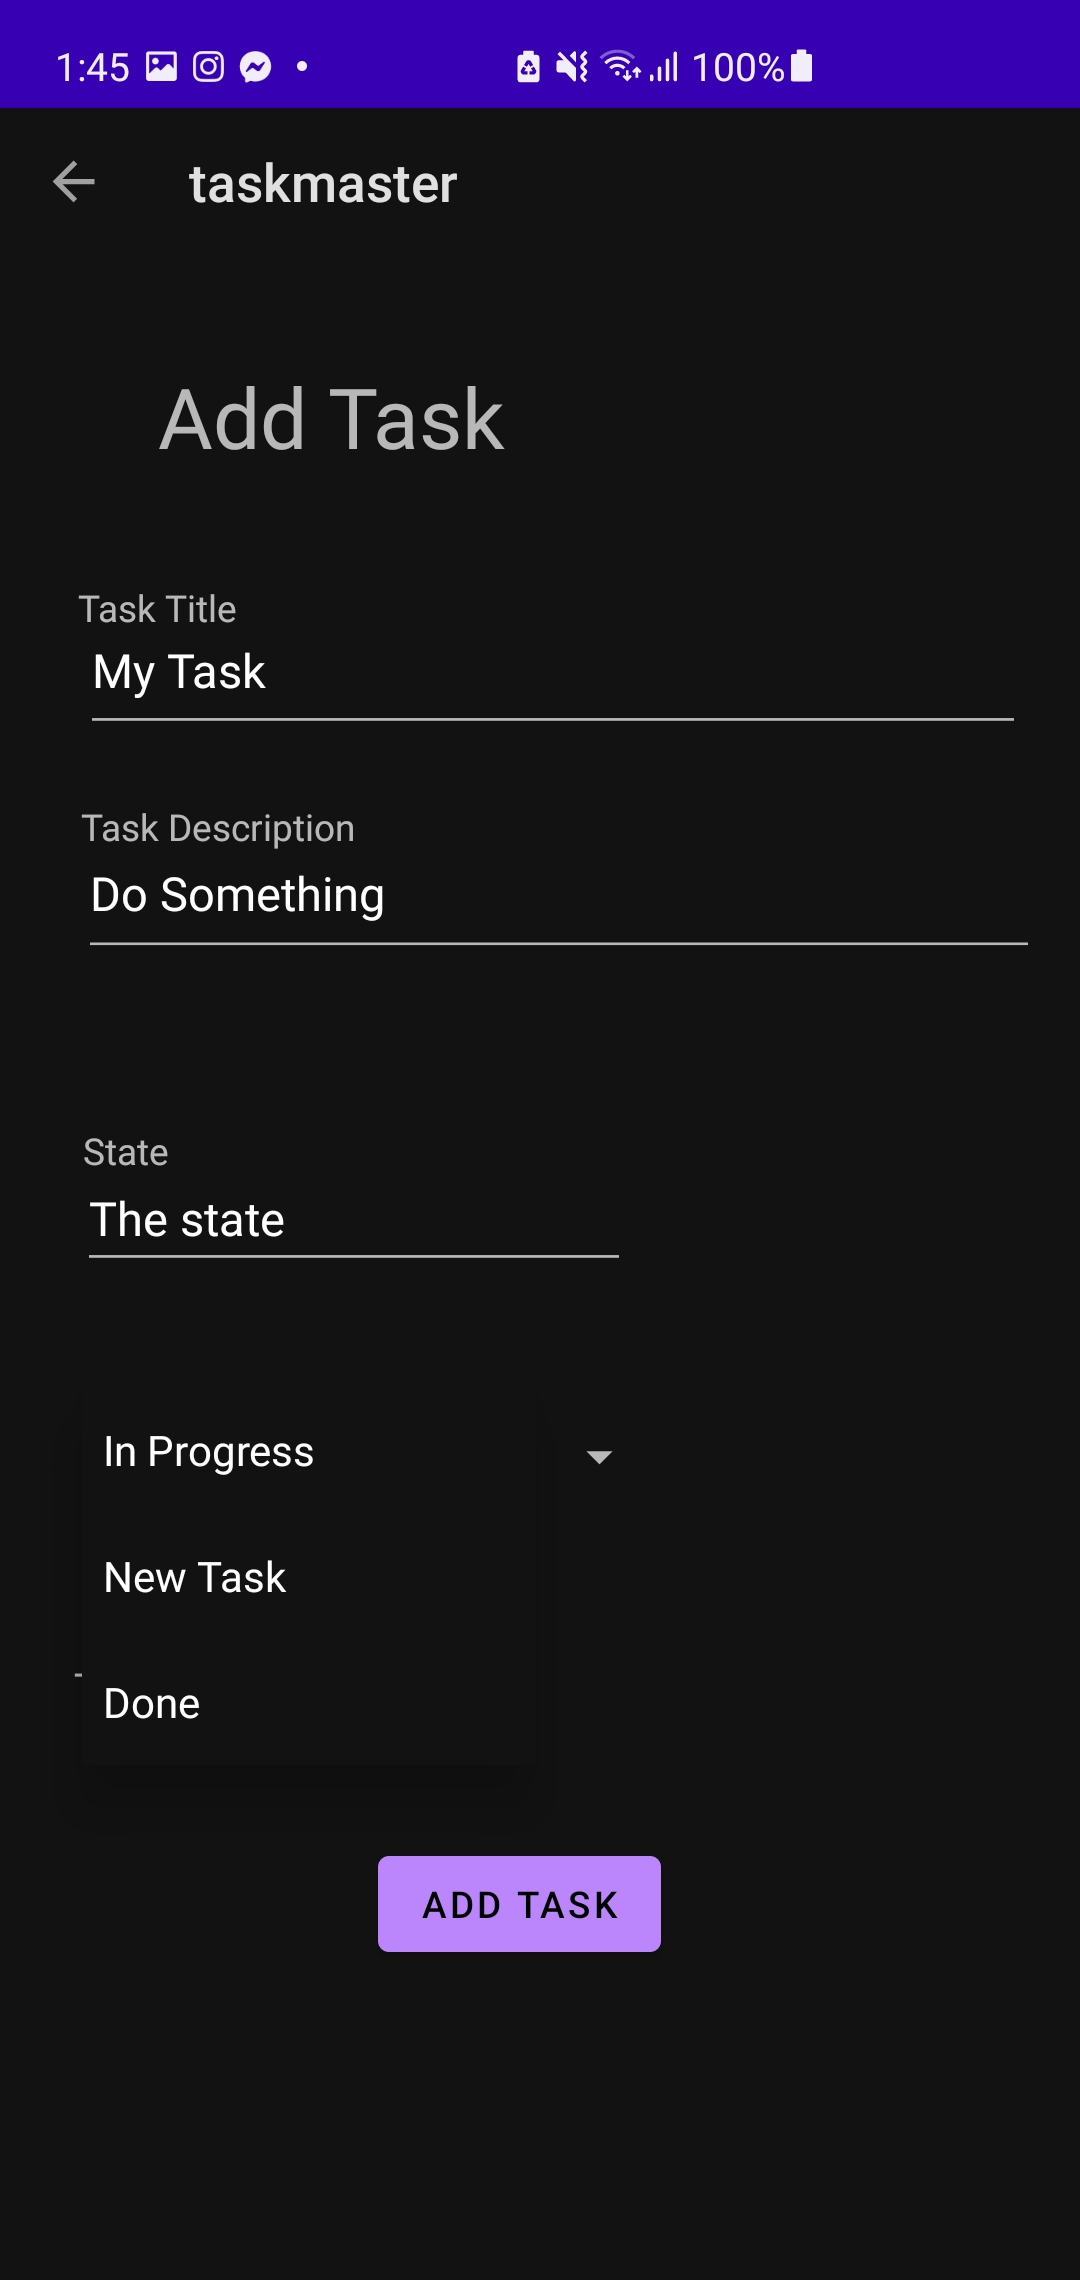 1:45 100%
taskmaster
Add Task
Task Title
My Task
Task Description
Do Something
State
The state
In Progress
New Task
Done
ADD TASK